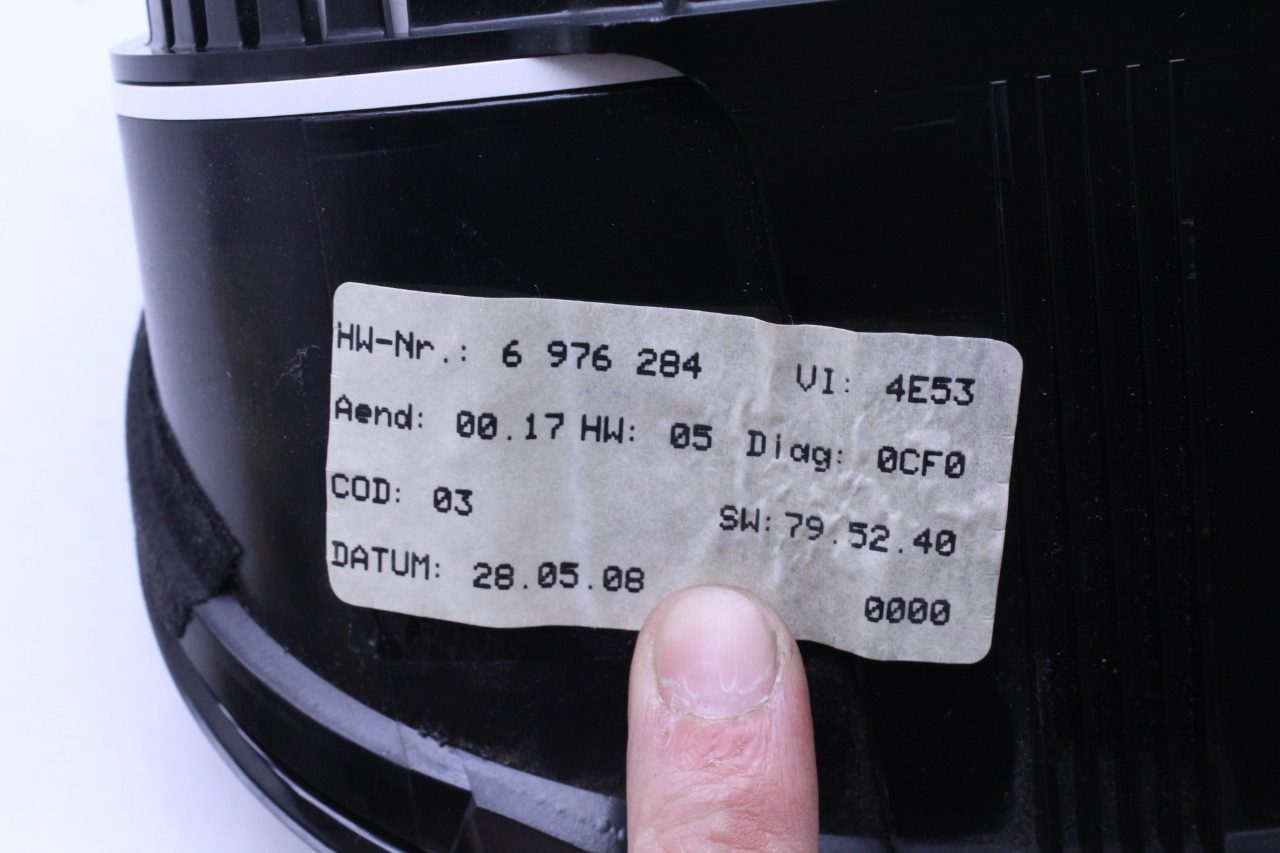 HW-Nr.: 6 976 284 VI: 4E53
Aend: 00.17 HW: 05 Diag: 0CF0
COD: 03 SW: 79.52.40
DATUM: 28.05.08 0000